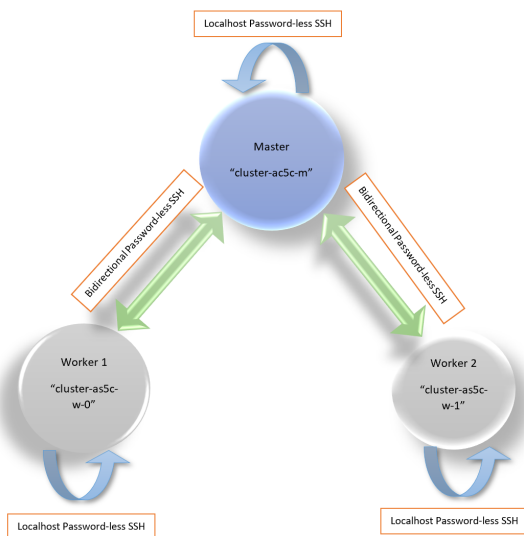 Localhost Password-less SSH
Master
“cluster-ac5c-m”
Bidirectional Password-less SSH
Bidirectional Password-less SSH
Worker 1
“cluster-as5c-
w-0”
Worker 2
“cluster-as5c-
w-1”
Localhost Password-less SSH
Localhost Password-less SSH